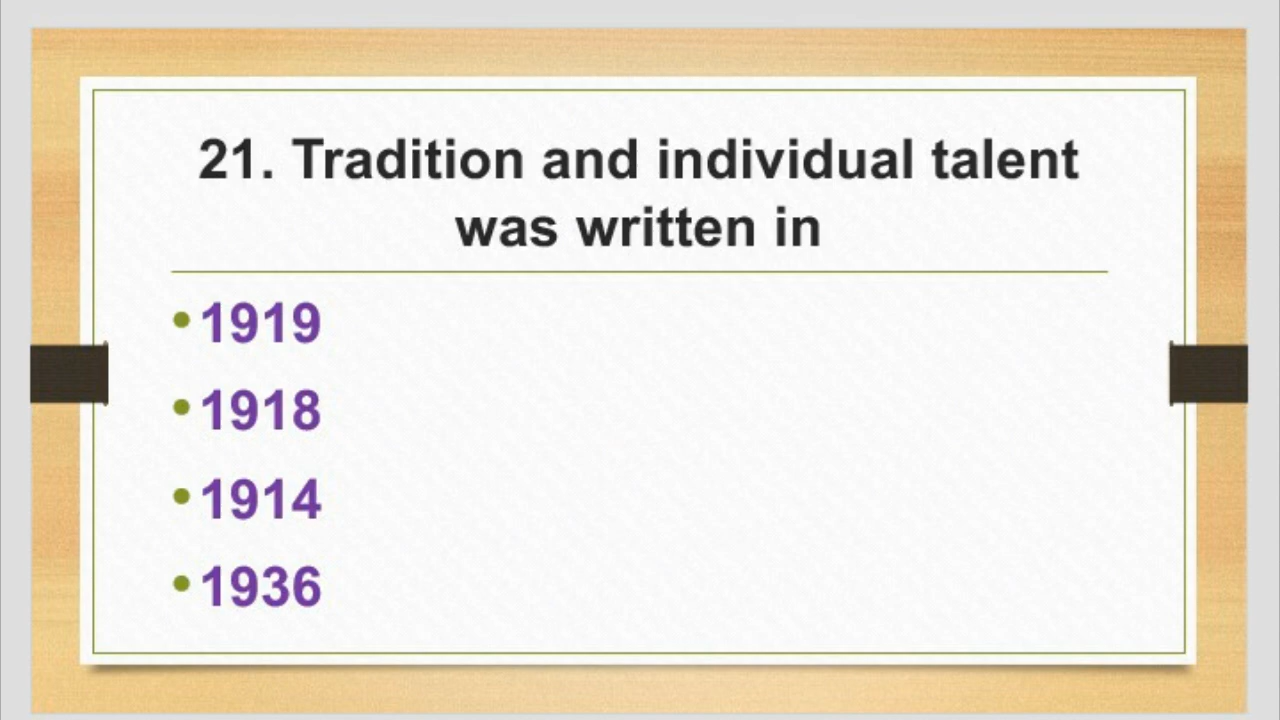 21. Tradition and individual talent
was written in
• 1919
• 1918
• 1914
• 1936